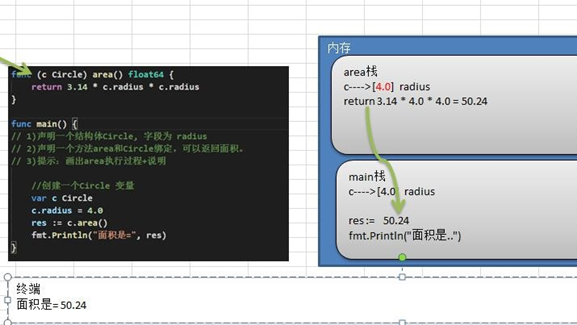 func (c Circle) area() float64 {
return 3.14 * c.radius * c.radius
}
func main() {
// 1)声明一个结构体Circle, 字段为 radius
// 2)声明一个方法area和Circle绑定，可以返回面积。
// 3)提示：画出area执行过程+说明
//创建一个Circle 变量
var c Circle
c.radius = 4.0
res := c.area()
fmt.Println("面积是=", res)
}
内存
area栈
c---->[4.0] radius
return 3.14 * 4.0 * 4.0 = 50.24
main栈
c---->[4.0] radius
res := 50.24
fmt.Println("面积是..")
终端
面积是= 50.24